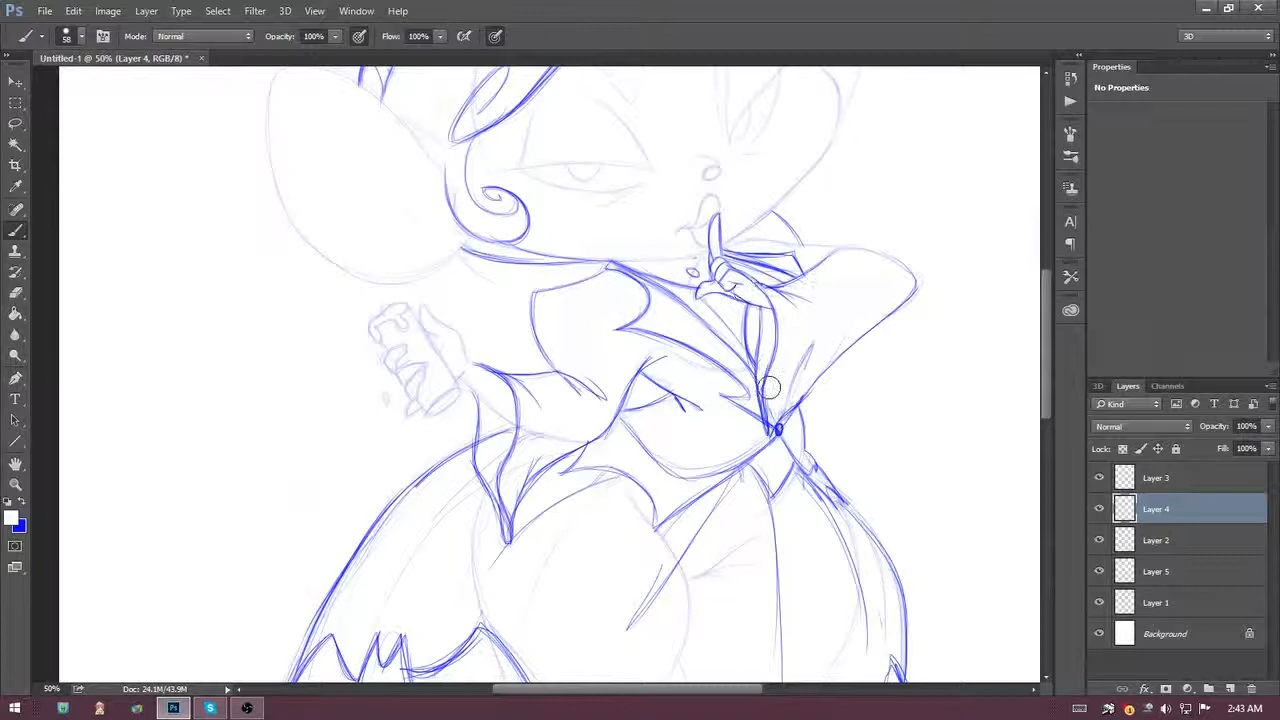 Ps File Edit Image Layer Type Select Filter 3D View Window Help
58 Mode: Normal Opacity: 100% Flow: 100% 3D
Untitled-1 @ 50% (Layer 4, RGB/8) * ×
Properties
No Properties
3D Layers Channels
Kind
Normal Opacity: 100%
Lock: Fill: 100%
Layer 3
Layer 4
Layer 2
Layer 5
Layer 1
Background
50% Doc: 24.1M/43.9M
2:43 AM